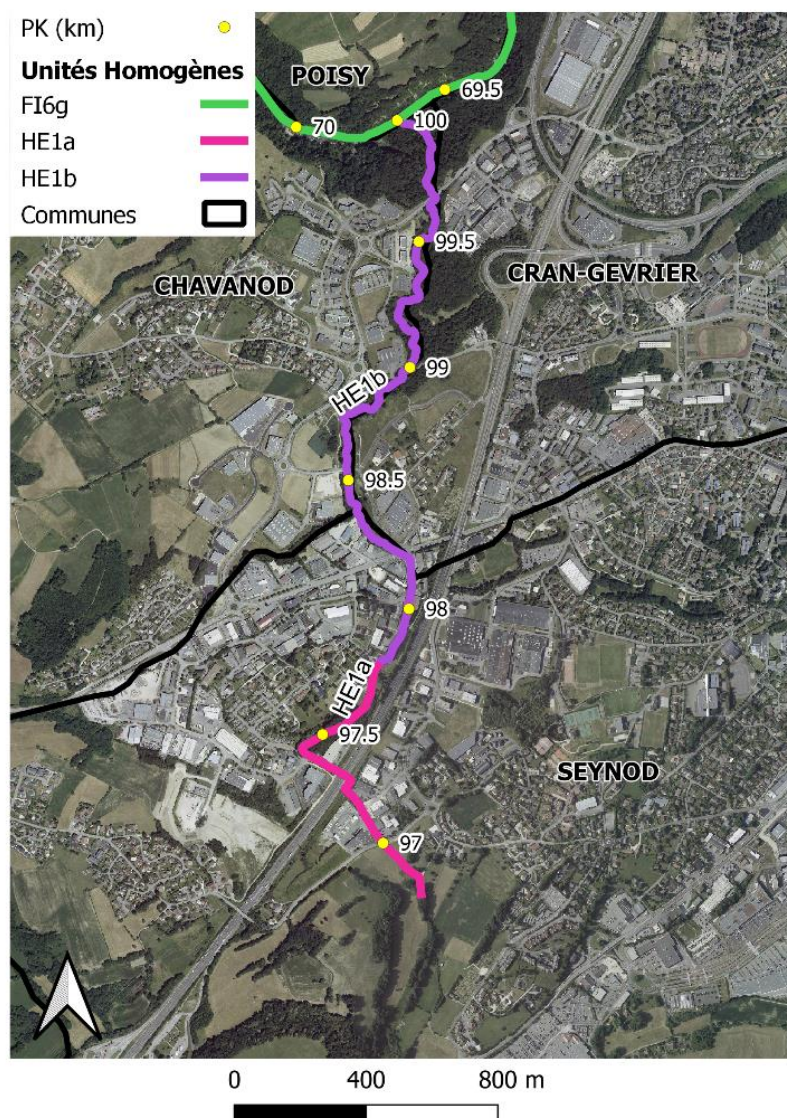 PK (km)
Unités Homogènes
FI6g
HE1a
HE1b
Communes
POISY
69.5
70
100
99.5
CHAVANOD
CRAN-GEVRIER
99
HE1b
98.5
98
HE1a
97.5
SEYNOD
97
0 400 800 m